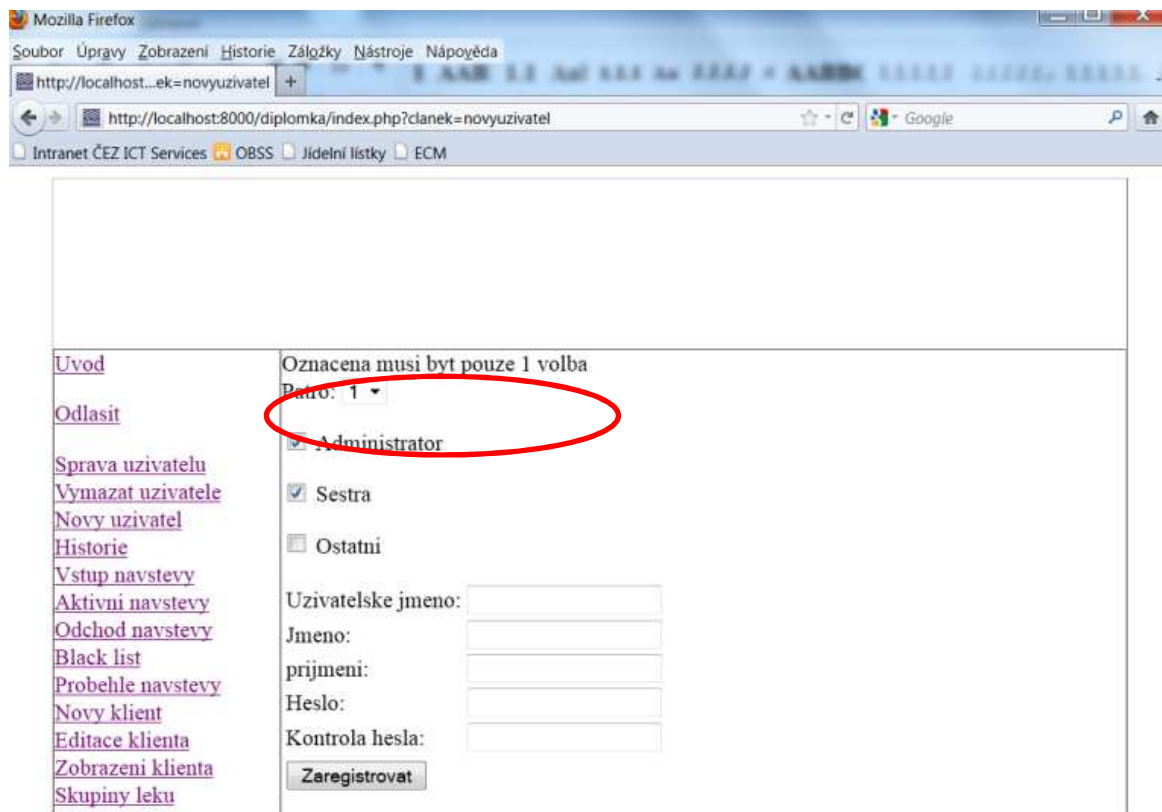 Mozilla Firefox
Soubor Úpravy Zobrazení Historie Záložky Nástroje Nápověda
http://localhost...ek=novyuzivatel +
http://localhost:8000/diplomka/index.php?clanek=novyuzivatel Google
Intranet ČEZ ICT Services OBSS Jídelní lístky ECM
Uvod
Odlasit
Sprava uzivatelu
Vymazat uzivatele
Novy uzivatel
Historie
Vstup navstevy
Aktivni navstevy
Odchod navstevy
Black list
Probehle navstevy
Novy klient
Editace klienta
Zobrazeni klienta
Skupiny leku
Oznacena musi byt pouze 1 volba
Patro: 1
Administrator
Sestra
Ostatni
Uzivatelske jmeno:
Jmeno:
prijmeni:
Heslo:
Kontrola hesla:
Zaregistrovat